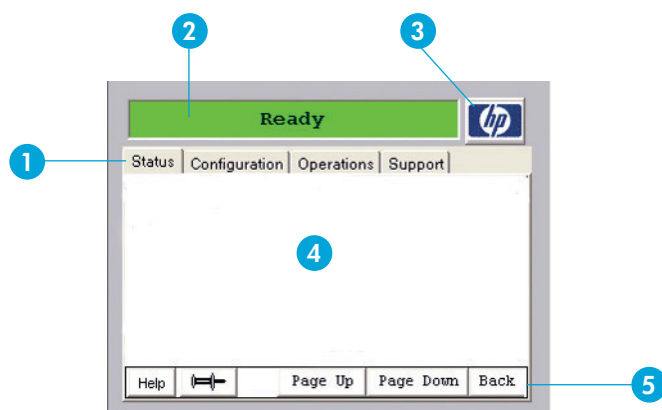 2
3
Ready
hp
1
Status Configuration Operations Support
4
Help Page Up Page Down Back
5